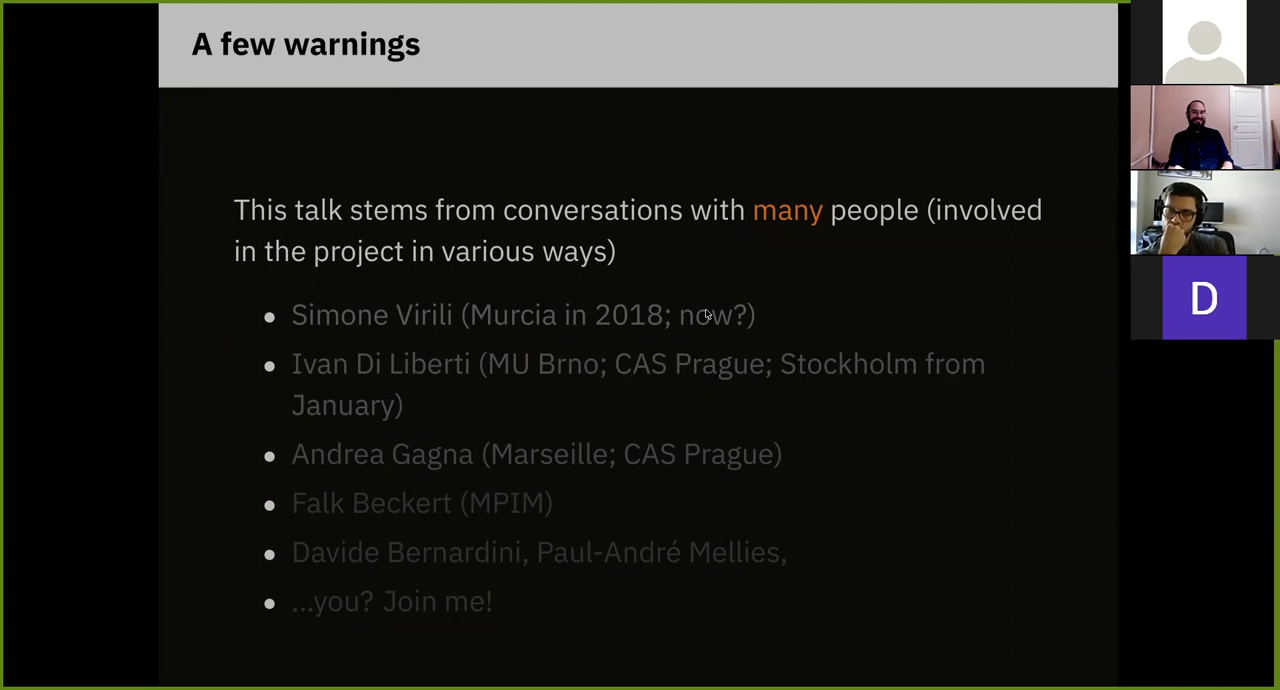 A few warnings
This talk stems from conversations with many people (involved
in the project in various ways)
• Simone Virili (Murcia in 2018; now?)
• Ivan Di Liberti (MU Brno; CAS Prague; Stockholm from
January)
• Andrea Gagna (Marseille; CAS Prague)
• Falk Beckert (MPIM)
• Davide Bernardini, Paul-André Mellies,
• ...you? Join me!
D